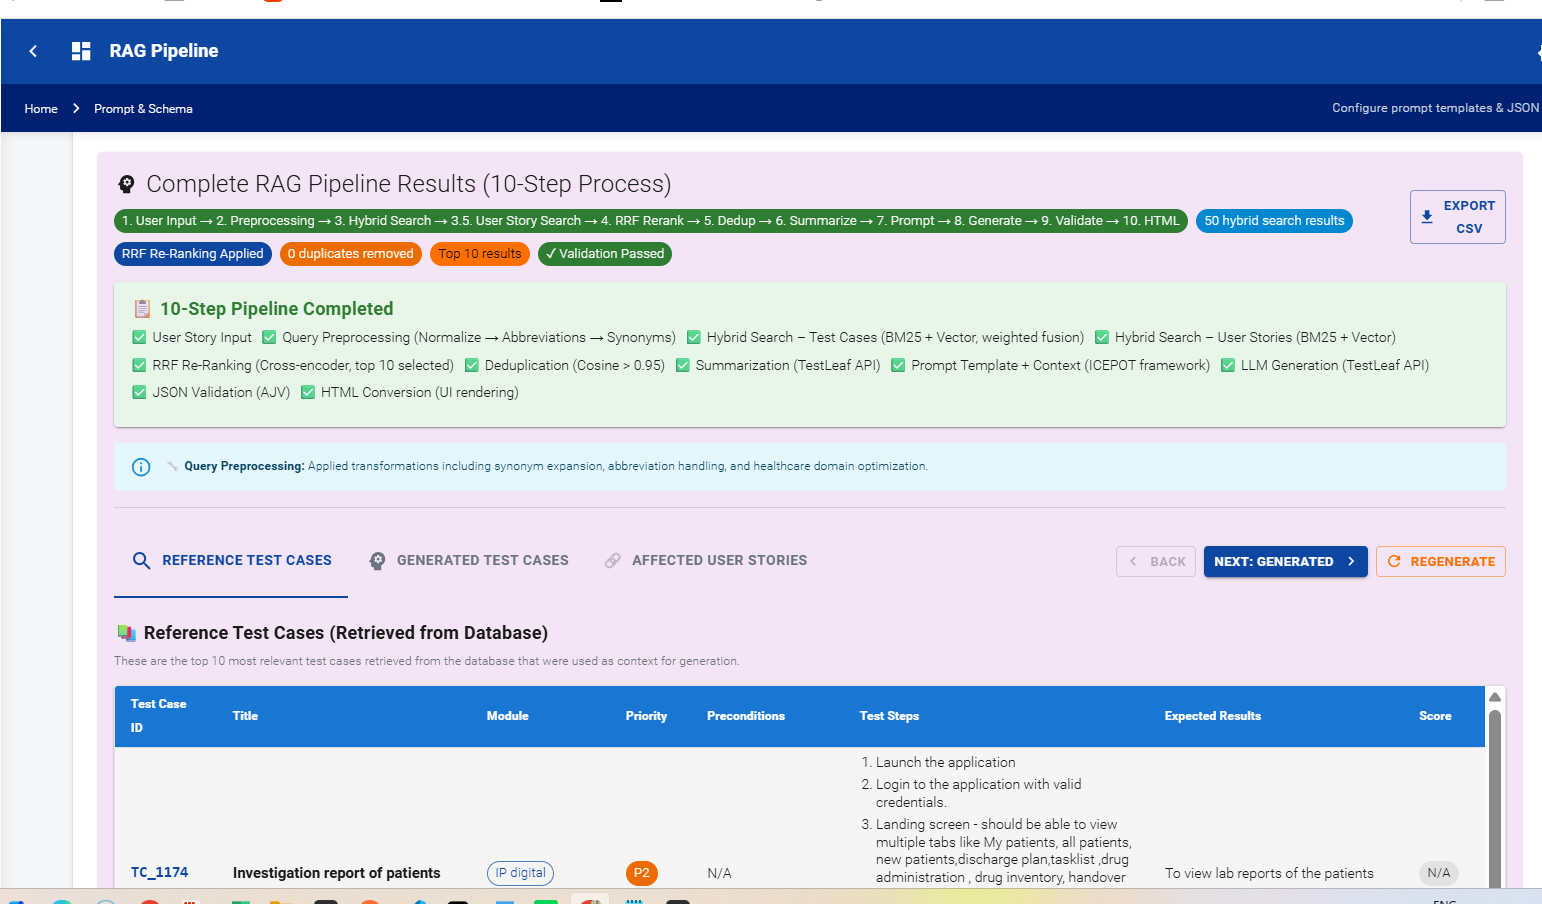 RAG Pipeline
Home > Prompt & Schema
Configure prompt templates & JSON
Complete RAG Pipeline Results (10-Step Process)
EXPORT CSV
1. User Input → 2. Preprocessing → 3. Hybrid Search → 3.5. User Story Search → 4. RRF Rerank → 5. Dedup → 6. Summarize → 7. Prompt → 8. Generate → 9. Validate → 10. HTML
50 hybrid search results
RRF Re-Ranking Applied
0 duplicates removed
Top 10 results
✓ Validation Passed
10-Step Pipeline Completed
✅ User Story Input ✅ Query Preprocessing (Normalize → Abbreviations → Synonyms) ✅ Hybrid Search – Test Cases (BM25 + Vector, weighted fusion) ✅ Hybrid Search – User Stories (BM25 + Vector)
✅ RRF Re-Ranking (Cross-encoder, top 10 selected) ✅ Deduplication (Cosine > 0.95) ✅ Summarization (TestLeaf API) ✅ Prompt Template + Context (ICEPOT framework) ✅ LLM Generation (TestLeaf API)
✅ JSON Validation (AJV) ✅ HTML Conversion (UI rendering)
Query Preprocessing: Applied transformations including synonym expansion, abbreviation handling, and healthcare domain optimization.
REFERENCE TEST CASES
GENERATED TEST CASES
AFFECTED USER STORIES
BACK
NEXT: GENERATED
REGENERATE
Reference Test Cases (Retrieved from Database)
These are the top 10 most relevant test cases retrieved from the database that were used as context for generation.
Test Case ID
Title
Module
Priority
Preconditions
Test Steps
Expected Results
Score
TC_1174
Investigation report of patients
IP digital
P2
N/A
1. Launch the application
2. Login to the application with valid
credentials.
3. Landing screen - should be able to view
multiple tabs like My patients, all patients,
new patients,discharge plan,tasklist ,drug
administration , drug inventory, handover
To view lab reports of the patients
N/A